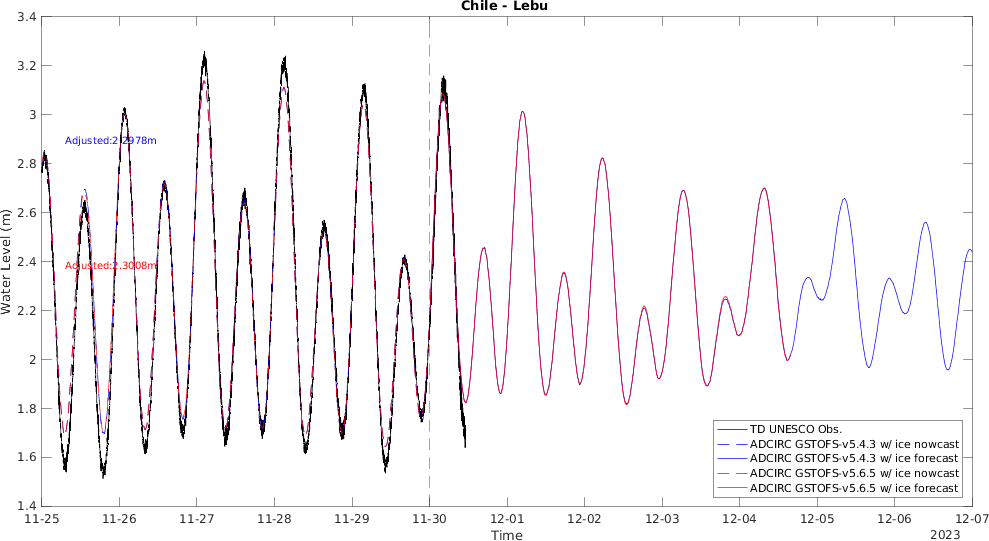 Chile - Lebu
3.4
3.2
3
2.8
2.6
2.4
2.2
2
1.8
1.6
1.4
Water Level (m)
Adjusted:2.2978m
Adjusted:2.3008m
TD UNESCO Obs.
ADCIRC GSTOFS-v5.4.3 w/ ice nowcast
ADCIRC GSTOFS-v5.4.3 w/ ice forecast
ADCIRC GSTOFS-v5.6.5 w/ ice nowcast
ADCIRC GSTOFS-v5.6.5 w/ ice forecast
11-25 11-26 11-27 11-28 11-29 11-30 12-01 12-02 12-03 12-04 12-05 12-06 12-07
Time
2023